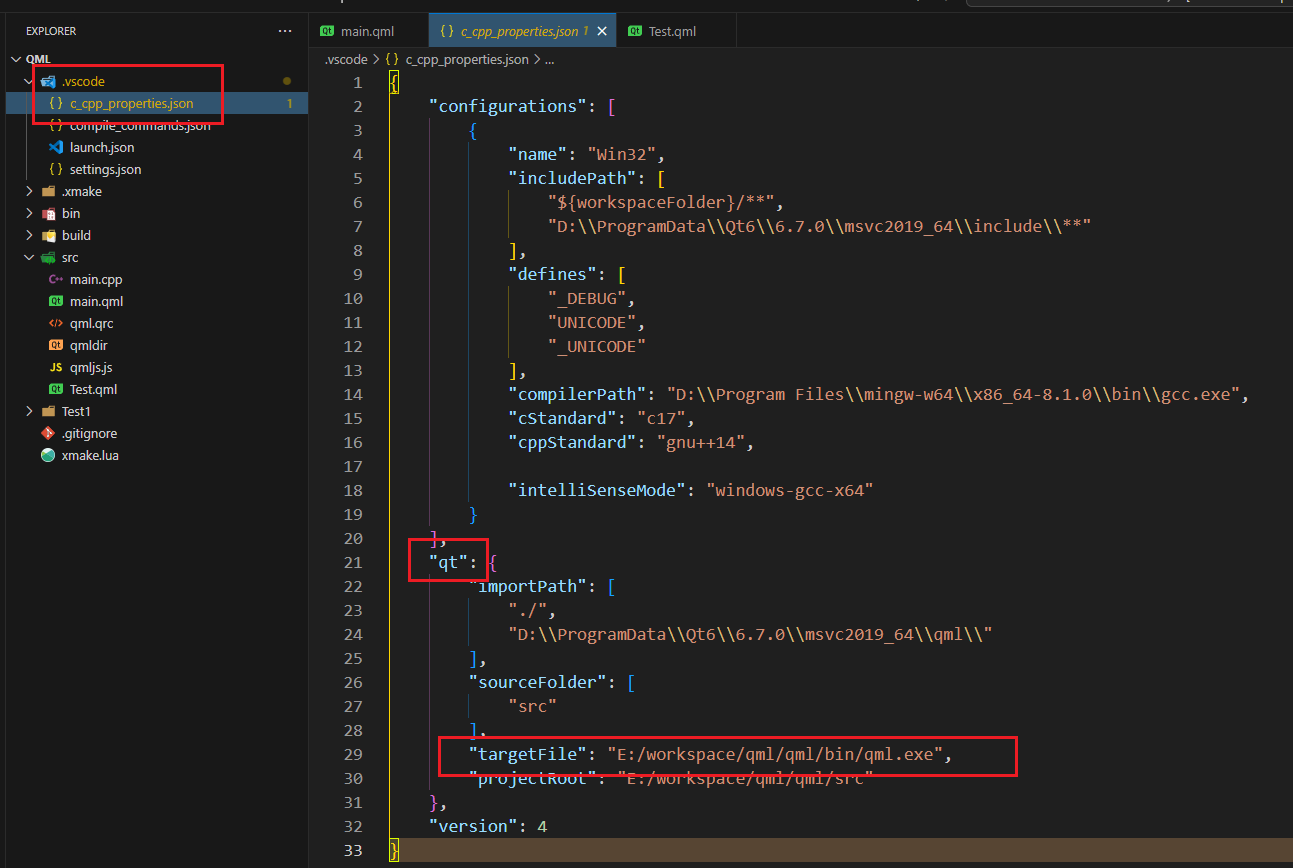 EXPLORER
···
QML
.vscode
{} c_cpp_properties.json 1
{} compile_commands.json
launch.json
{} settings.json
.xmake
bin
build
src
C++ main.cpp
Qt main.qml
<> qml.qrc
Qt qmldir
JS qmljs.js
Qt Test.qml
Test1
.gitignore
xmake.lua
Qt main.qml
{} c_cpp_properties.json 1 ×
Qt Test.qml
.vscode > {} c_cpp_properties.json > ...
1 {
2 "configurations": [
3 {
4 "name": "Win32",
5 "includePath": [
6 "${workspaceFolder}/**",
7 "D:\\ProgramData\\Qt6\\6.7.0\\msvc2019_64\\include\\**"
8 ],
9 "defines": [
10 "_DEBUG",
11 "UNICODE",
12 "_UNICODE"
13 ],
14 "compilerPath": "D:\\Program Files\\mingw-w64\\x86_64-8.1.0\\bin\\gcc.exe",
15 "cStandard": "c17",
16 "cppStandard": "gnu++14",
17
18 "intelliSenseMode": "windows-gcc-x64"
19 }
20 ],
21 "qt": {
22 "importPath": [
23 "./",
24 "D:\\ProgramData\\Qt6\\6.7.0\\msvc2019_64\\qml\\"
25 ],
26 "sourceFolder": [
27 "src"
28 ],
29 "targetFile": "E:/workspace/qml/qml/bin/qml.exe",
30 "projectRoot": "E:/workspace/qml/qml/src"
31 },
32 "version": 4
33 }